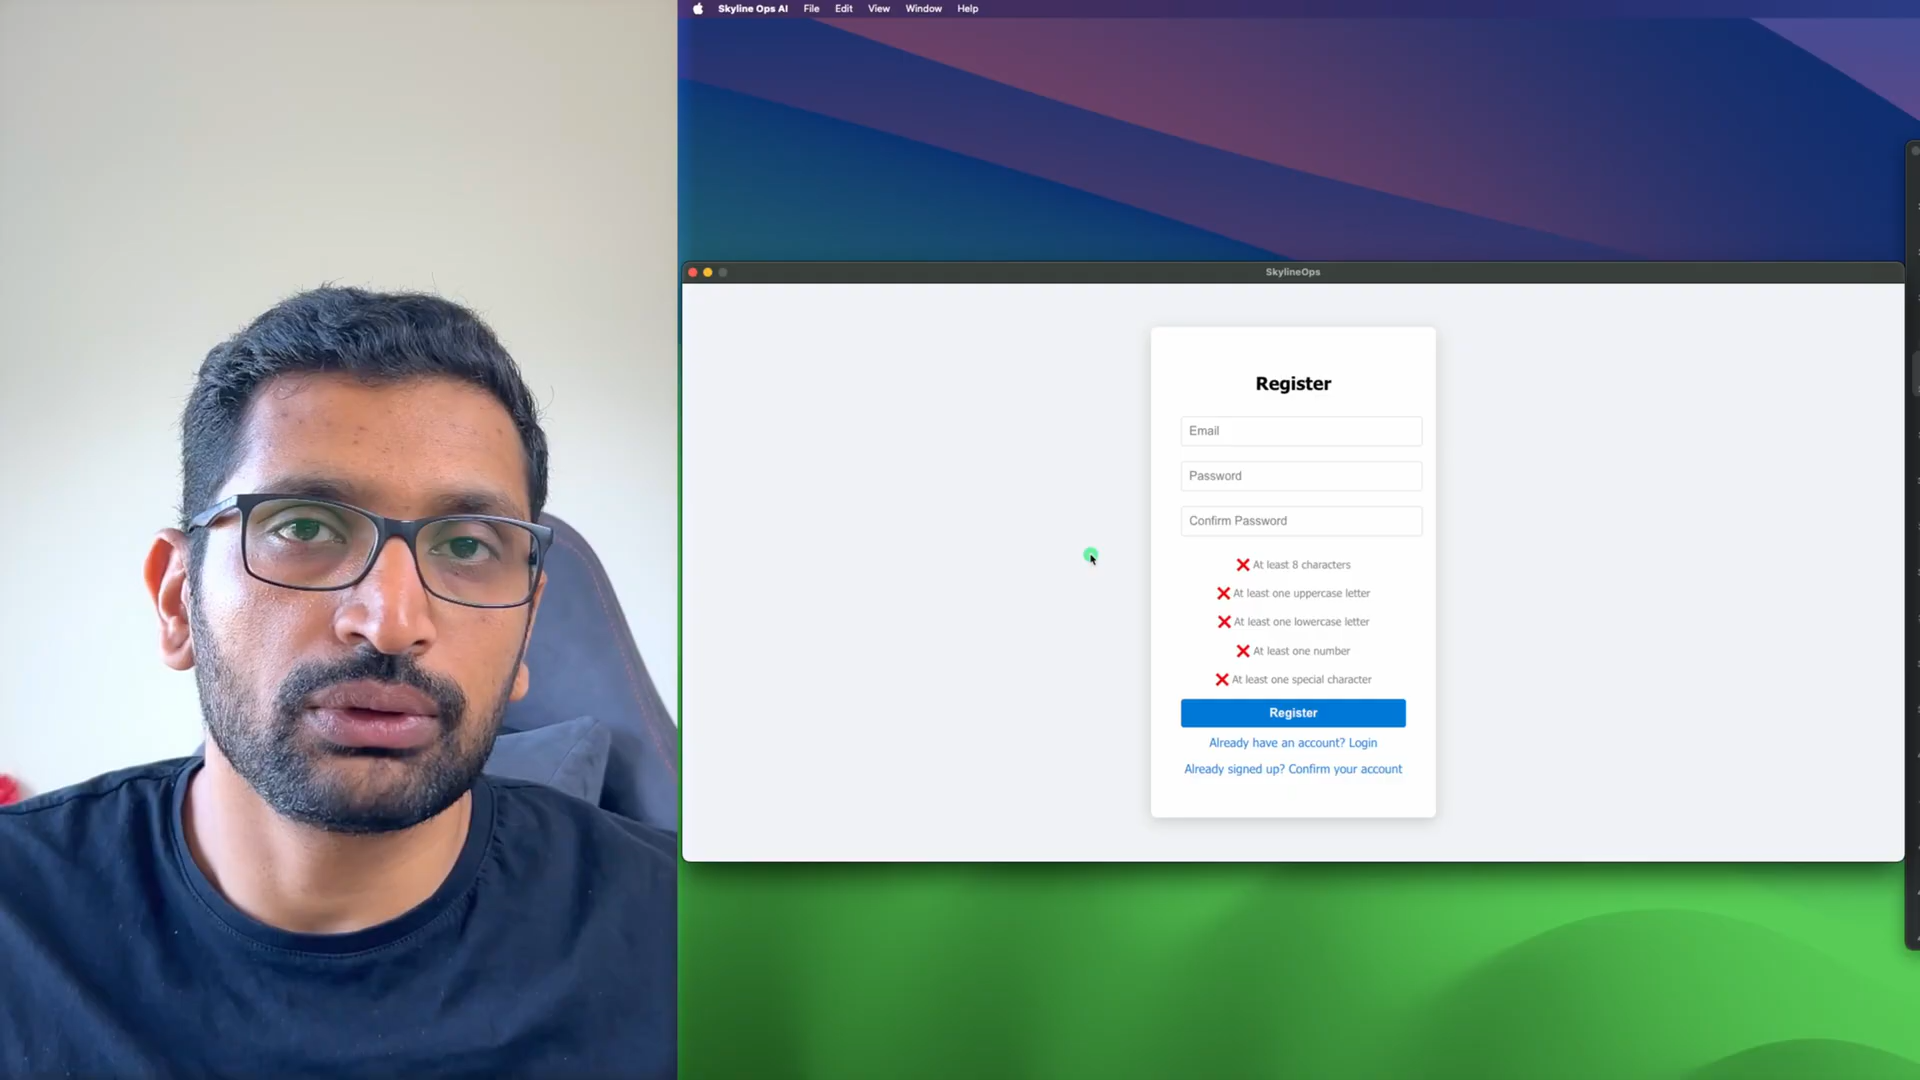 Skyline Ops AI File Edit View Window Help
SkylineOps
Register
Email
Password
Confirm Password
❌ At least 8 characters
❌ At least one uppercase letter
❌ At least one lowercase letter
❌ At least one number
❌ At least one special character
Register
Already have an account? Login
Already signed up? Confirm your account